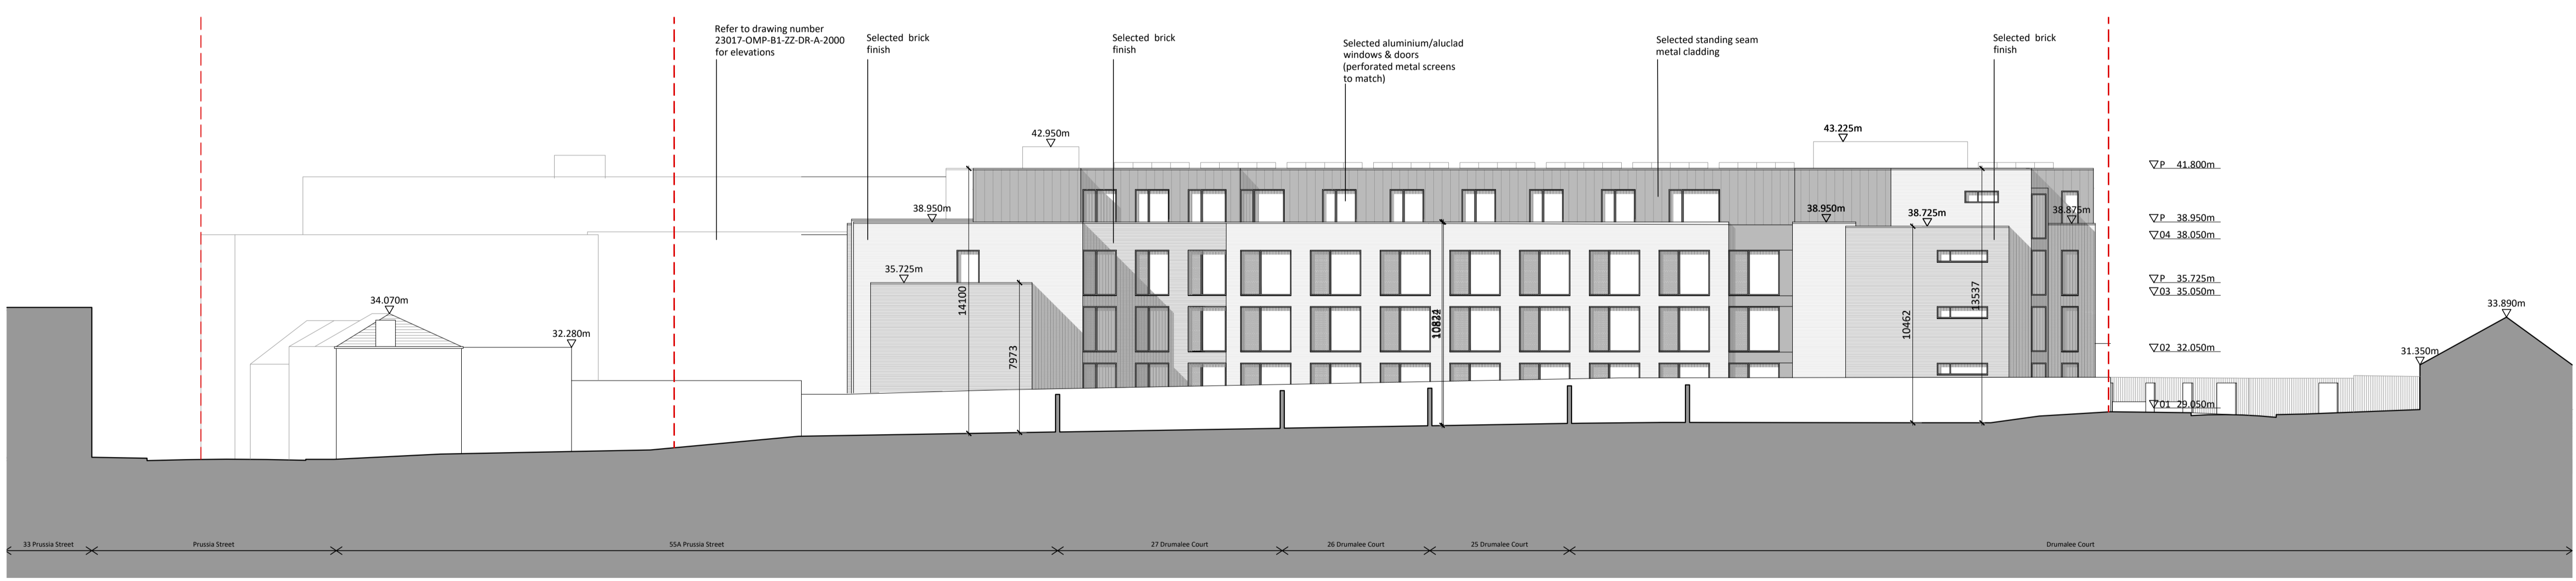 Refer to drawing number
23017-OMP-B1-ZZ-DR-A-2000
for elevations
Selected brick
finish
Selected brick
finish
Selected aluminium/aluclad
windows & doors
(perforated metal screens
to match)
Selected standing seam
metal cladding
Selected brick
finish
42.950m
43.225m
P 41.800m
38.950m
38.950m
38.725m
38.875m
P 38.950m
04 38.050m
35.725m
P 35.725m
03 35.050m
34.070m
32.280m
14100
7973
10462
13537
33.890m
02 32.050m
31.350m
01 29.050m
33 Prussia Street
Prussia Street
55A Prussia Street
27 Drumalee Court
26 Drumalee Court
25 Drumalee Court
Drumalee Court